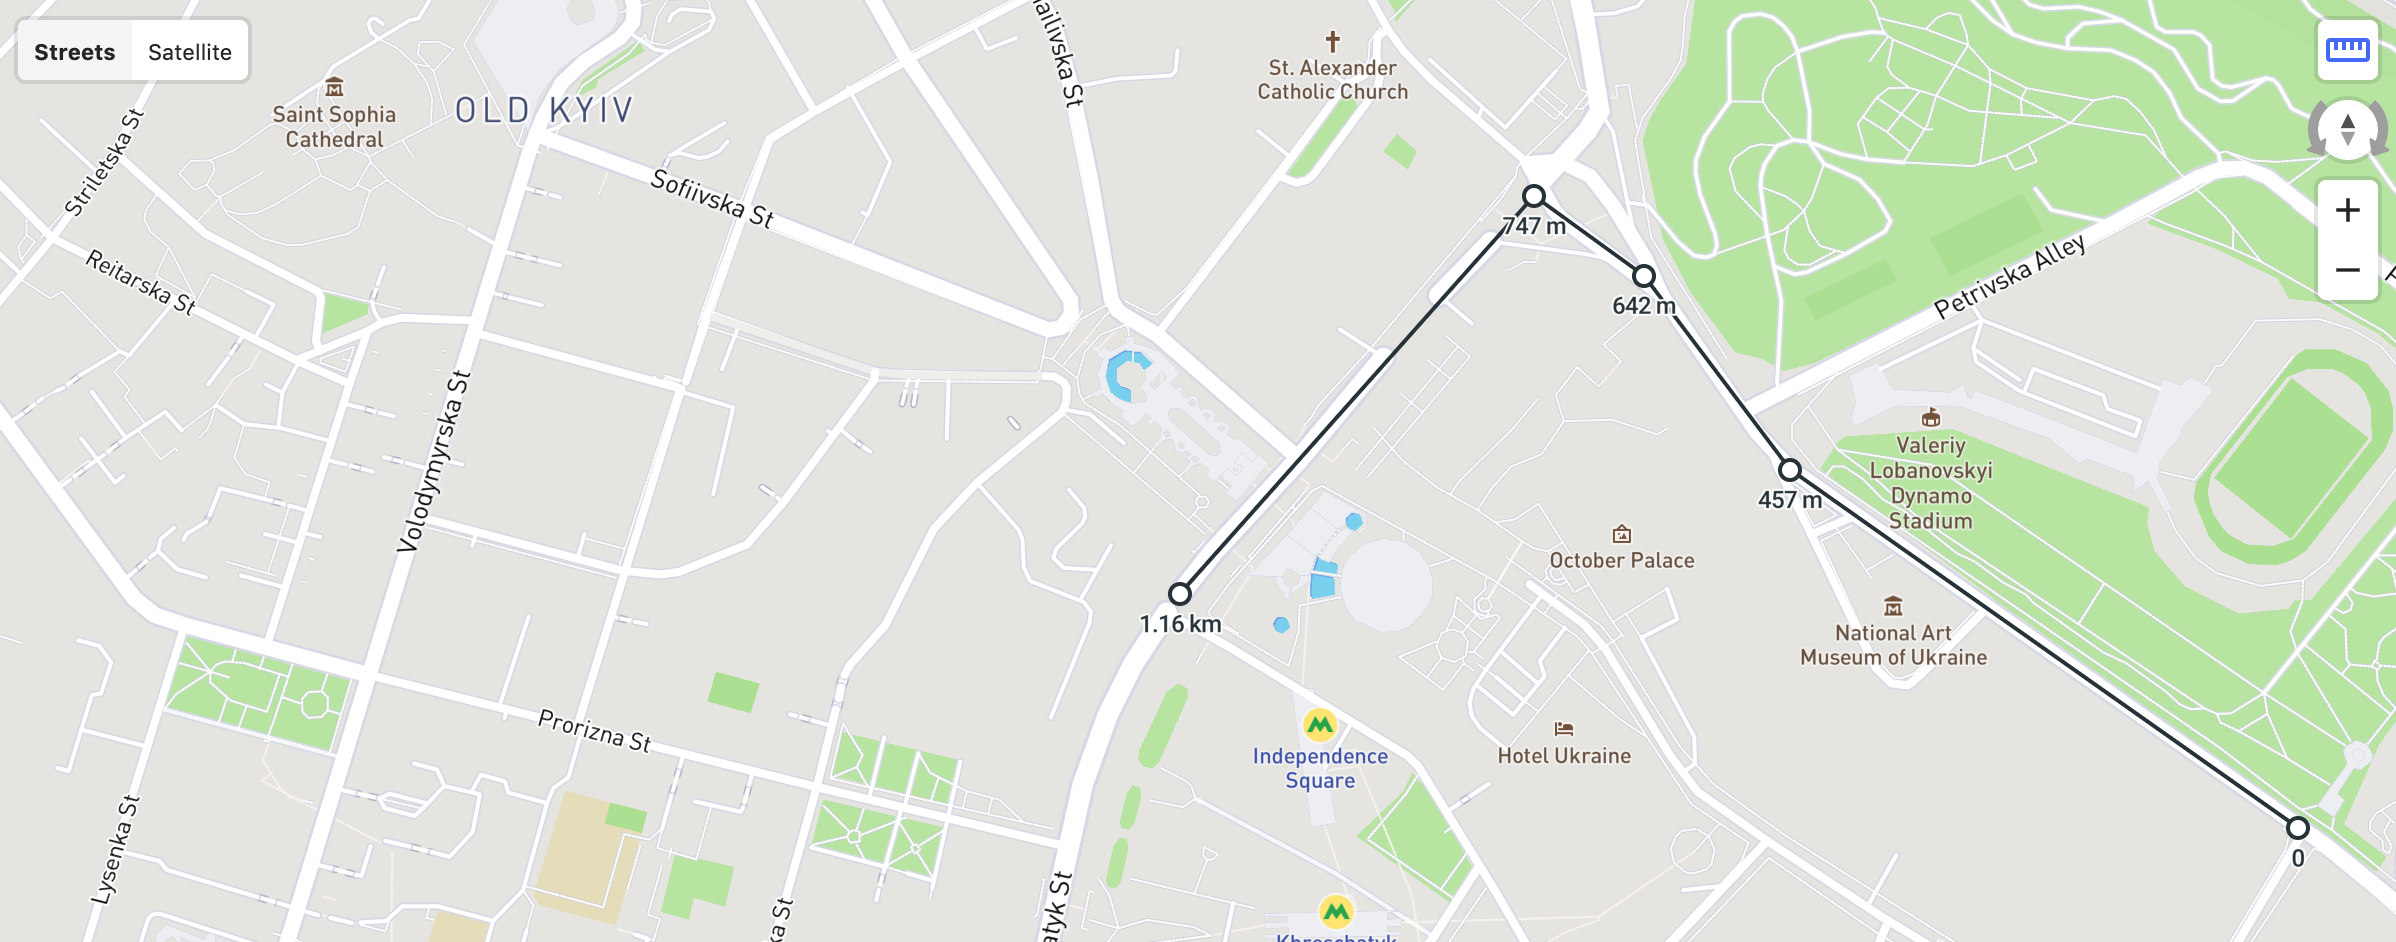 Streets
Satellite
Saint Sophia
Cathedral
OLD KYIV
St. Alexander
Catholic Church
Striletska St
Sofiivska St
Reitarska St
Volodymyrska St
747 m
642 m
457 m
1.16 km
0
Petrivska Alley
Valeriy
Lobanovskyi
Dynamo
Stadium
October Palace
National Art
Museum of Ukraine
Independence
Square
Hotel Ukraine
Prorizna St
Lysenka St